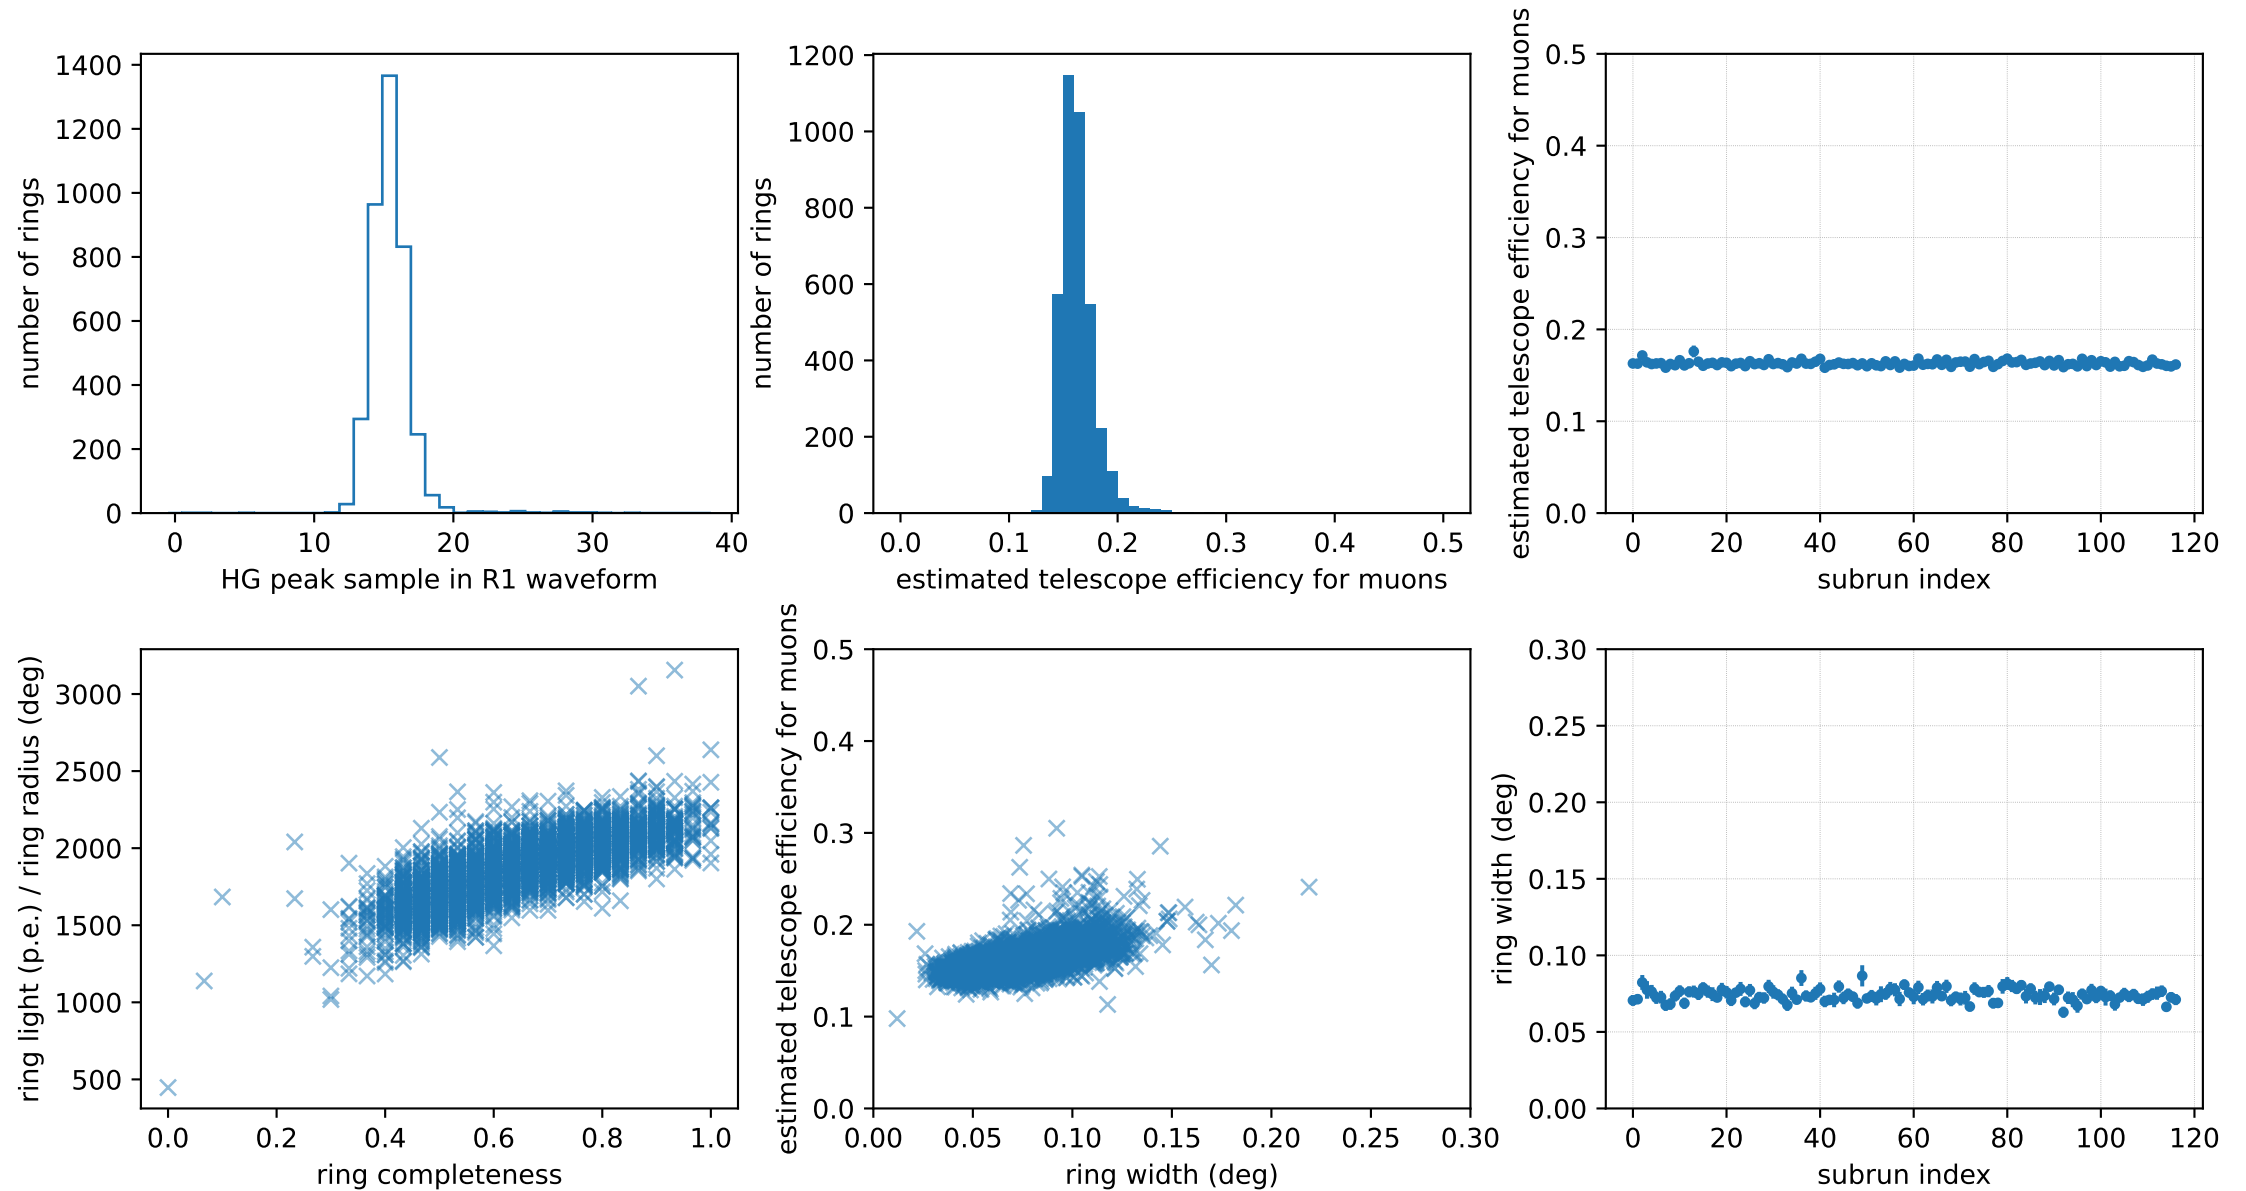 number of rings
1400
1200
1000
800
600
400
200
0
0 10 20 30 40
HG peak sample in R1 waveform
number of rings
1200
1000
800
600
400
200
0
0.0 0.1 0.2 0.3 0.4 0.5
estimated telescope efficiency for muons
estimated telescope efficiency for muons
0.5
0.4
0.3
0.2
0.1
0.0
0 20 40 60 80 100 120
subrun index
ring light (p.e.) / ring radius (deg)
3000
2500
2000
1500
1000
500
0.0 0.2 0.4 0.6 0.8 1.0
ring completeness
estimated telescope efficiency for muons
0.5
0.4
0.3
0.2
0.1
0.0
0.00 0.05 0.10 0.15 0.20 0.25 0.30
ring width (deg)
ring width (deg)
0.30
0.25
0.20
0.15
0.10
0.05
0.00
0 20 40 60 80 100 120
subrun index